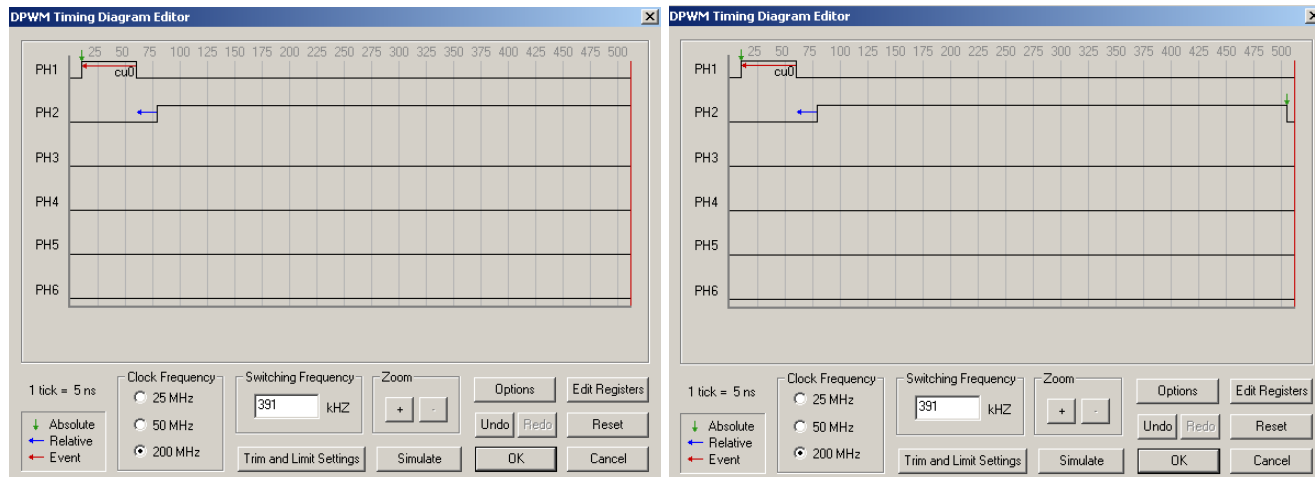 DPWM Timing Diagram Editor
25 50 75 100 125 150 175 200 225 250 275 300 325 350 375 400 425 450 475 500
PH1
cu0
PH2
PH3
PH4
PH5
PH6
1 tick = 5 ns
Absolute
Relative
Event
Clock Frequency
25 MHz
50 MHz
200 MHz
Switching Frequency
391 kHZ
Zoom
+ -
Options
Edit Registers
Undo Redo
Reset
Trim and Limit Settings
Simulate
OK
Cancel
DPWM Timing Diagram Editor
25 50 75 100 125 150 175 200 225 250 275 300 325 350 375 400 425 450 475 500
PH1
cu0
PH2
PH3
PH4
PH5
PH6
1 tick = 5 ns
Absolute
Relative
Event
Clock Frequency
25 MHz
50 MHz
200 MHz
Switching Frequency
391 kHZ
Zoom
+ -
Options
Edit Registers
Undo Redo
Reset
Trim and Limit Settings
Simulate
OK
Cancel